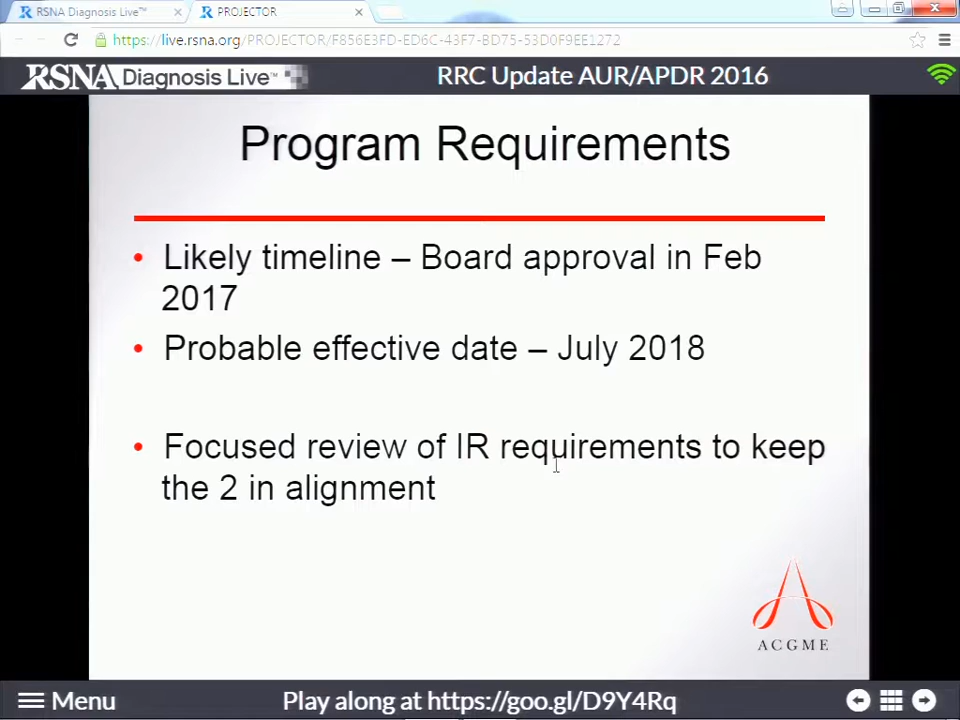 RSNA Diagnosis Live™
PROJECTOR
https://live.rsna.org/PROJECTOR/F856E3FD-ED6C-43F7-BD75-53D0F9EE1272
RSNA Diagnosis Live™
RRC Update AUR/APDR 2016
Program Requirements
• Likely timeline – Board approval in Feb
2017
• Probable effective date – July 2018
• Focused review of IR requirements to keep
the 2 in alignment
ACGME
Menu
Play along at https://goo.gl/D9Y4Rq